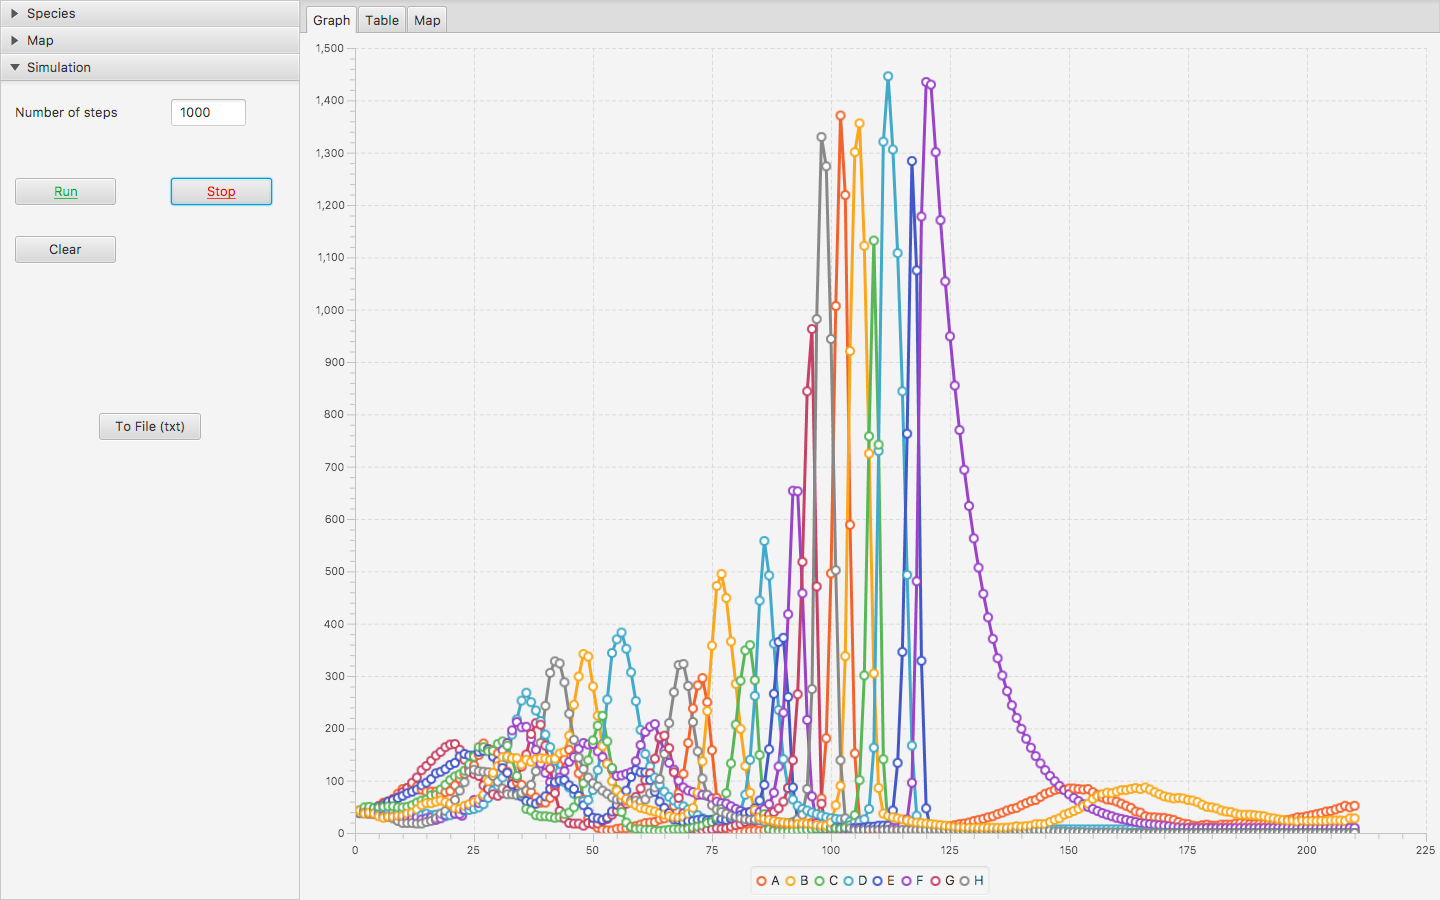 Species
Map
Simulation
Number of steps 1000
Run Stop
Clear
To File (txt)
Graph Table Map
1,500
1,400
1,300
1,200
1,100
1,000
900
800
700
600
500
400
300
200
100
0
0 25 50 75 100 125 150 175 200 225
A B C D E F G H